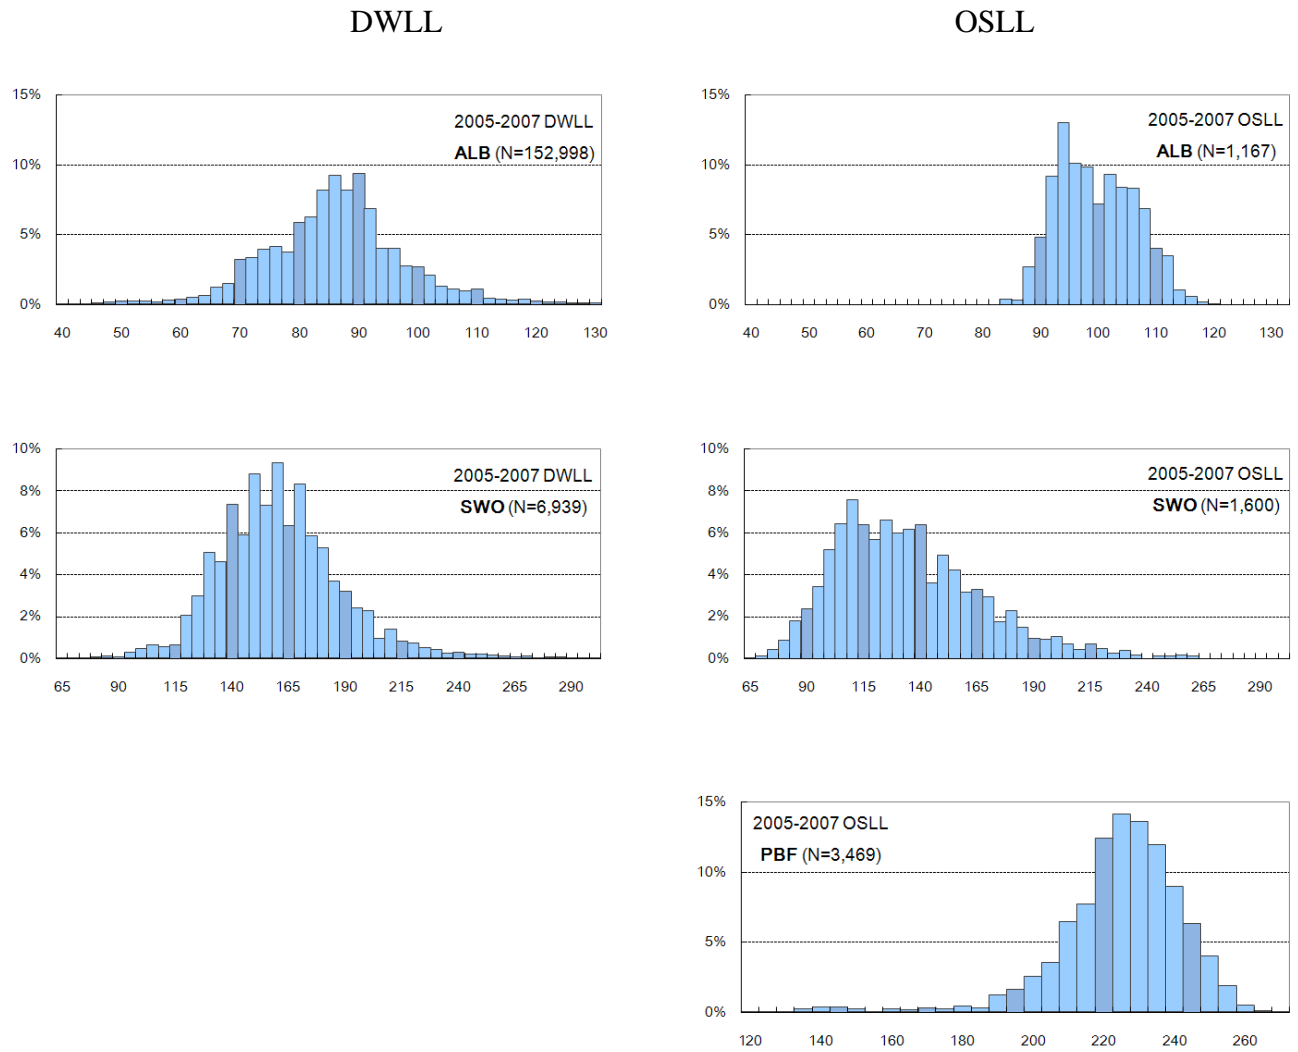 DWLL
OSLL
15%
10%
5%
0%
2005-2007 DWLL
ALB (N=152,998)
40 50 60 70 80 90 100 110 120 130
15%
10%
5%
0%
2005-2007 OSLL
ALB (N=1,167)
40 50 60 70 80 90 100 110 120 130
10%
8%
6%
4%
2%
0%
2005-2007 DWLL
SWO (N=6,939)
65 90 115 140 165 190 215 240 265 290
10%
8%
6%
4%
2%
0%
2005-2007 OSLL
SWO (N=1,600)
65 90 115 140 165 190 215 240 265 290
15%
10%
5%
0%
2005-2007 OSLL
PBF (N=3,469)
120 140 160 180 200 220 240 260